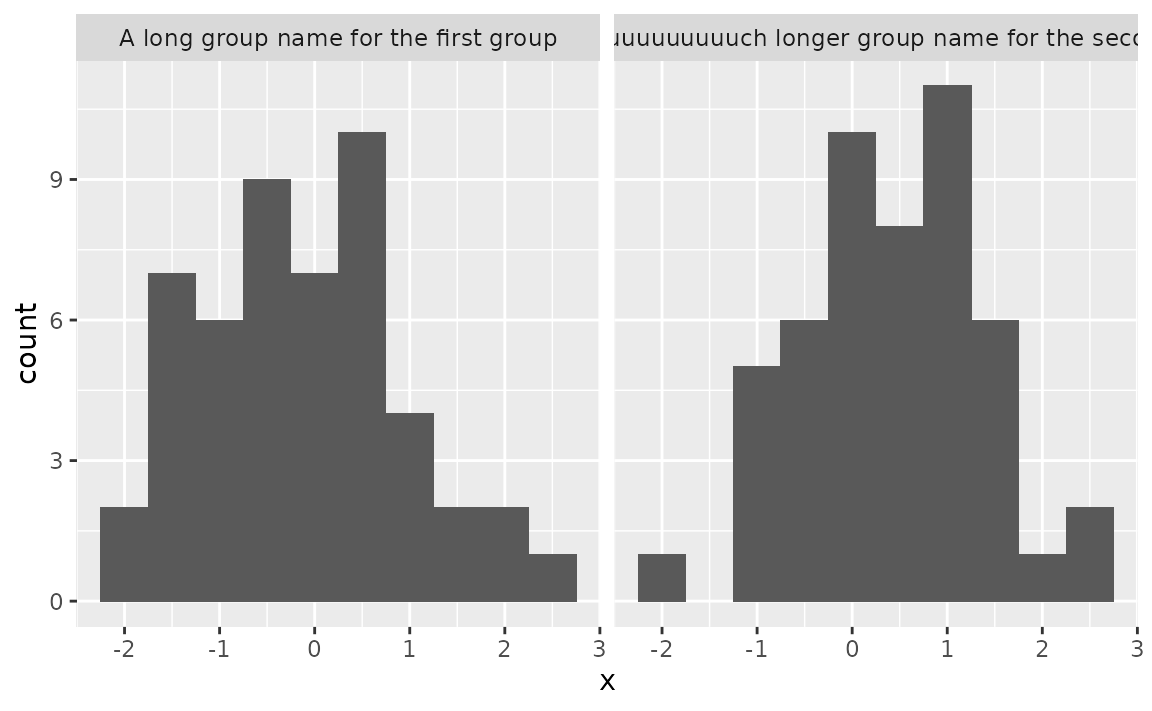 A long group name for the first group
uuuuuuuuuch longer group name for the seco
9
6
3
0
count
-2 -1 0 1 2 3
-2 -1 0 1 2 3
x